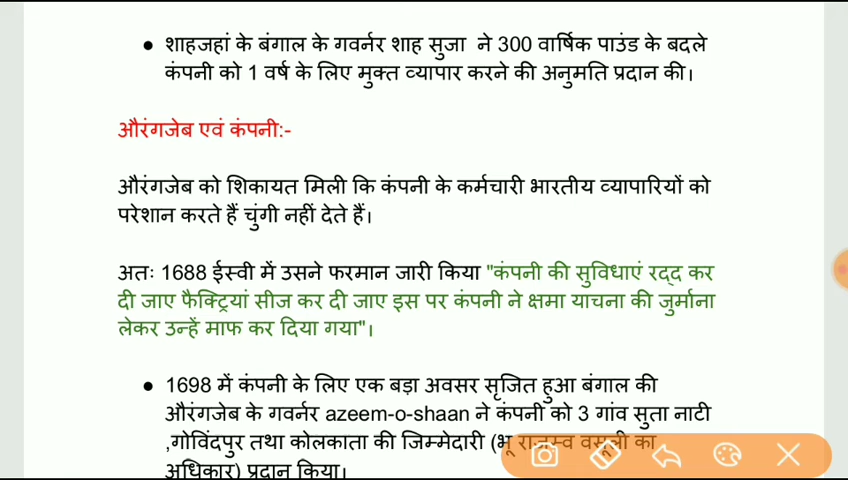 शाहजहां के बंगाल के गवर्नर शाह सुजा ने 300 वार्षिक पाउंड के बदले
कंपनी को 1 वर्ष के लिए मुक्त व्यापार करने की अनुमति प्रदान की।
औरंगजेब एवं कंपनी:-
औरंगजेब को शिकायत मिली कि कंपनी के कर्मचारी भारतीय व्यापारियों को
परेशान करते हैं चुंगी नहीं देते हैं।
अतः 1688 ईस्वी में उसने फरमान जारी किया "कंपनी की सुविधाएं रद्द कर
दी जाए फैक्ट्रियां सीज कर दी जाए इस पर कंपनी ने क्षमा याचना की जुर्माना
लेकर उन्हें माफ कर दिया गया"।
1698 में कंपनी के लिए एक बड़ा अवसर सृजित हुआ बंगाल की
औरंगजेब के गवर्नर azeem-o-shaan ने कंपनी को 3 गांव सुता नाटी
,गोविंदपुर तथा कोलकाता की जिम्मेदारी (भू राजस्व वसूली का
अधिकार) प्रदान किया।